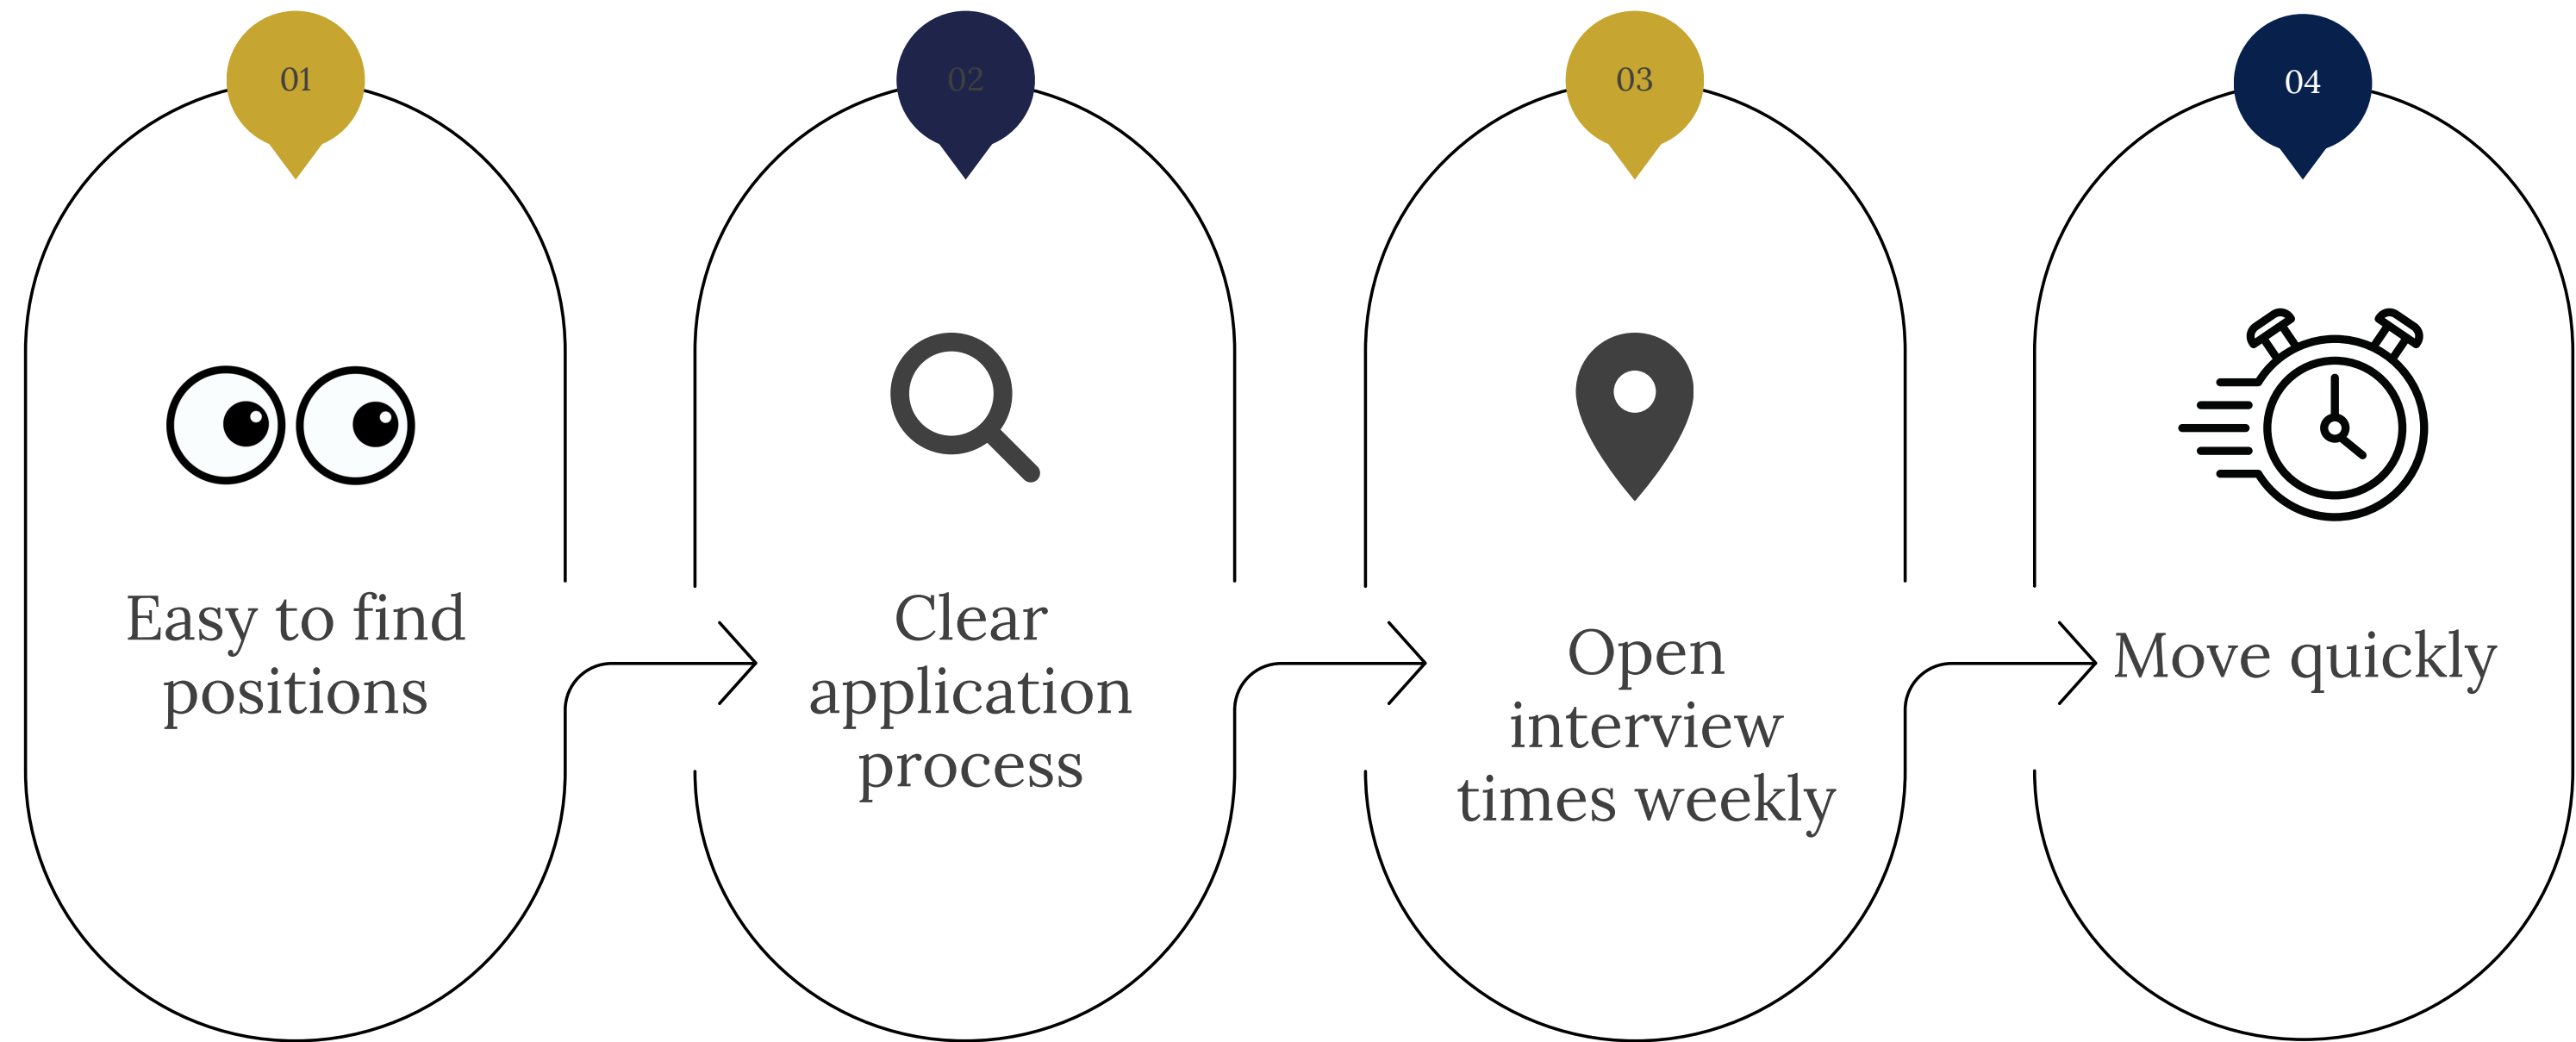 01
Easy to find
positions
02
Clear
application
process
03
Open
interview
times weekly
04
Move quickly